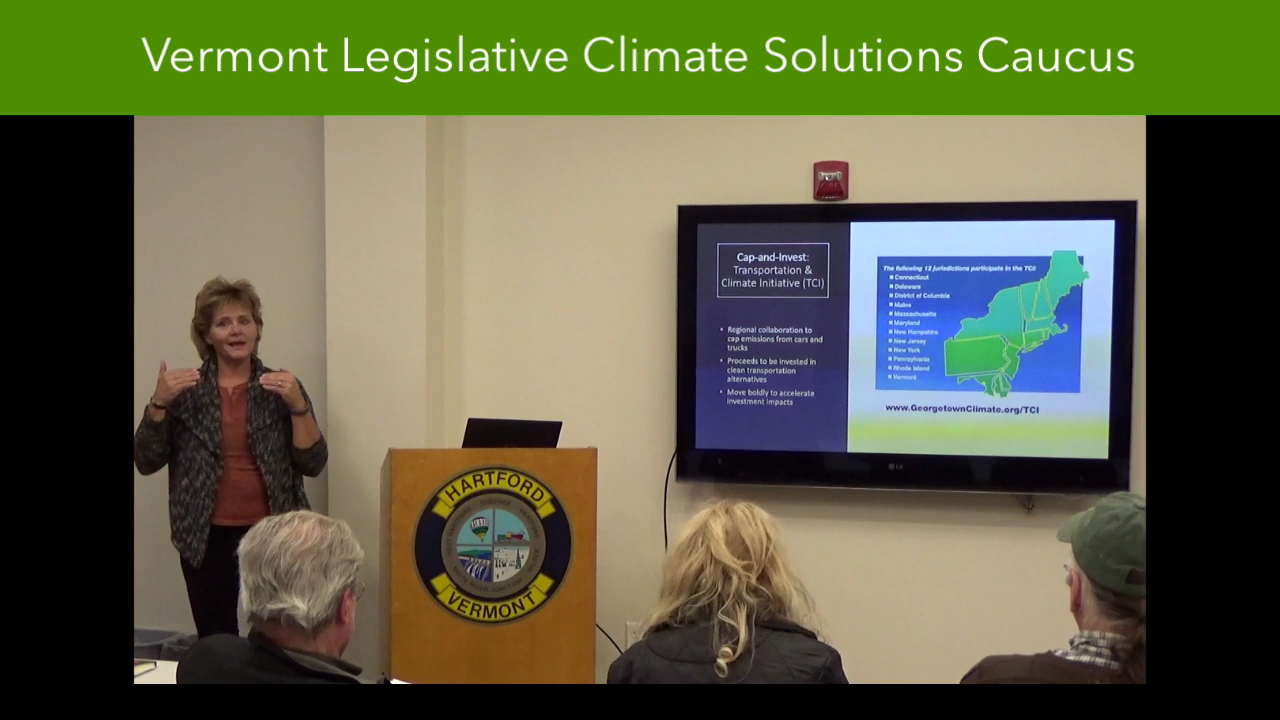 Vermont Legislative Climate Solutions Caucus
Cap-and-Invest:
Transportation &
Climate Initiative (TCI)
• Regional collaboration to
cap emissions from cars and
trucks
• Proceeds to be invested in
clean transportation
alternatives
• Move boldly to accelerate
investment impacts
The following 12 jurisdictions participate in the TCI:
Connecticut
Delaware
District of Columbia
Maine
Massachusetts
Maryland
New Hampshire
New Jersey
New York
Pennsylvania
Rhode Island
Vermont
www.GeorgetownClimate.org/TCI
LG
HARTFORD
VERMONT